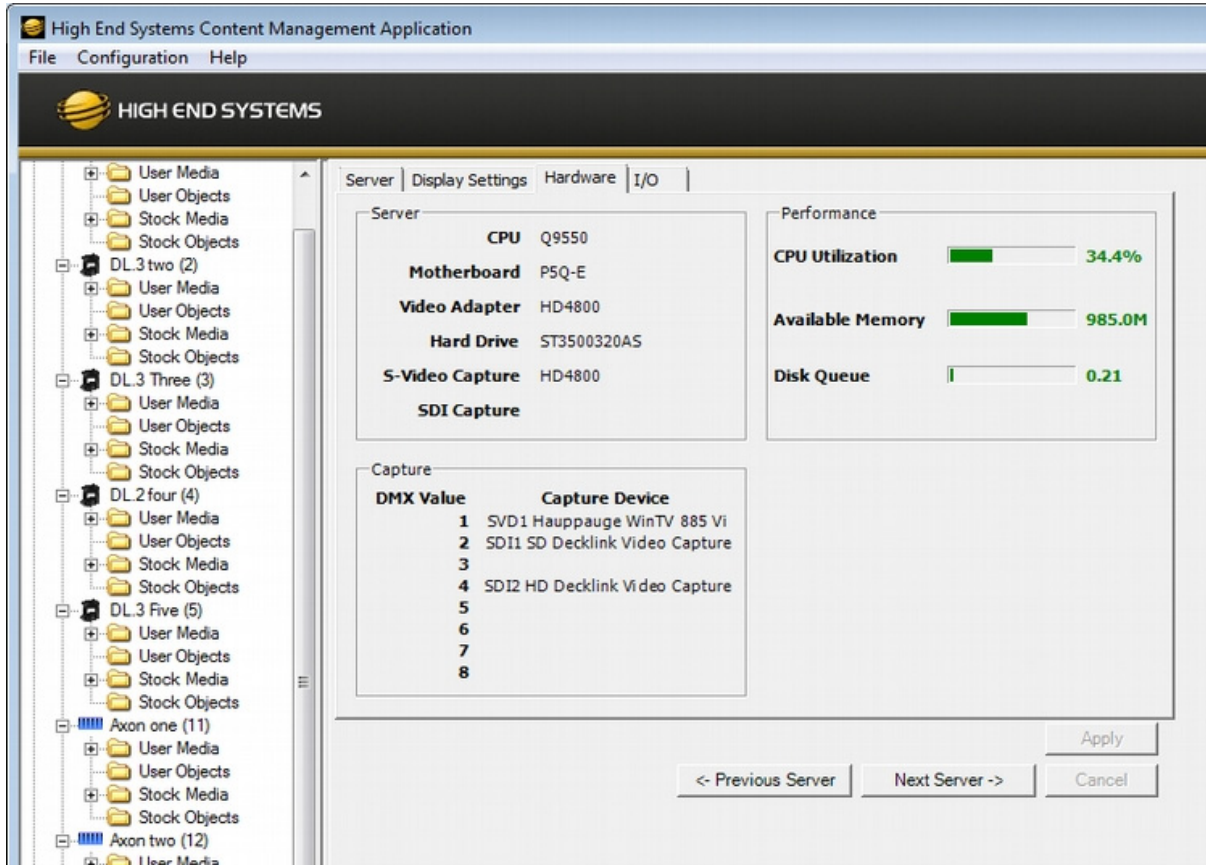 High End Systems Content Management Application
File Configuration Help
HIGH END SYSTEMS
User Media
User Objects
Stock Media
Stock Objects
DL.3 two (2)
User Media
User Objects
Stock Media
Stock Objects
DL.3 Three (3)
User Media
User Objects
Stock Media
Stock Objects
DL.2 four (4)
User Media
User Objects
Stock Media
Stock Objects
DL.3 Five (5)
User Media
User Objects
Stock Media
Stock Objects
Axon one (11)
User Media
User Objects
Stock Media
Stock Objects
Axon two (12)
User Media
Server Display Settings Hardware I/O
Server
CPU Q9550
Motherboard P5Q-E
Video Adapter HD4800
Hard Drive ST3500320AS
S-Video Capture HD4800
SDI Capture
Performance
CPU Utilization 34.4%
Available Memory 985.0M
Disk Queue 0.21
Capture
DMX Value Capture Device
1 SVD1 Hauppauge WinTV 885 Vi
2 SDI1 SD Decklink Video Capture
3
4 SDI2 HD Decklink Video Capture
5
6
7
8
Apply
<- Previous Server Next Server -> Cancel